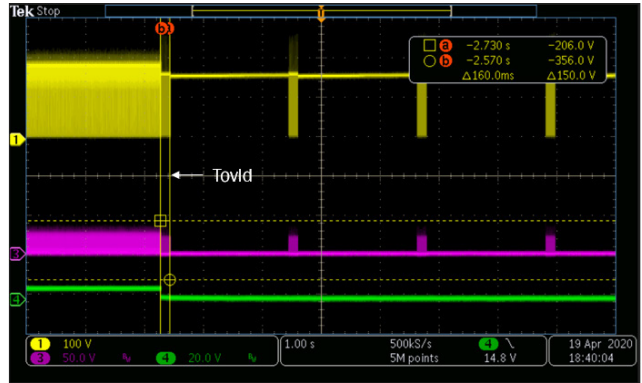 Tek Stop
T
b a
a −2.730 s −206.0 V
b −2.570 s −356.0 V
△160.0ms △150.0 V
1
Tovld
3
4
1 100 V 1.00 s 500kS/s 4 19 Apr 2020
3 50.0 V 4 20.0 V 5M points 14.8 V 18:40:04